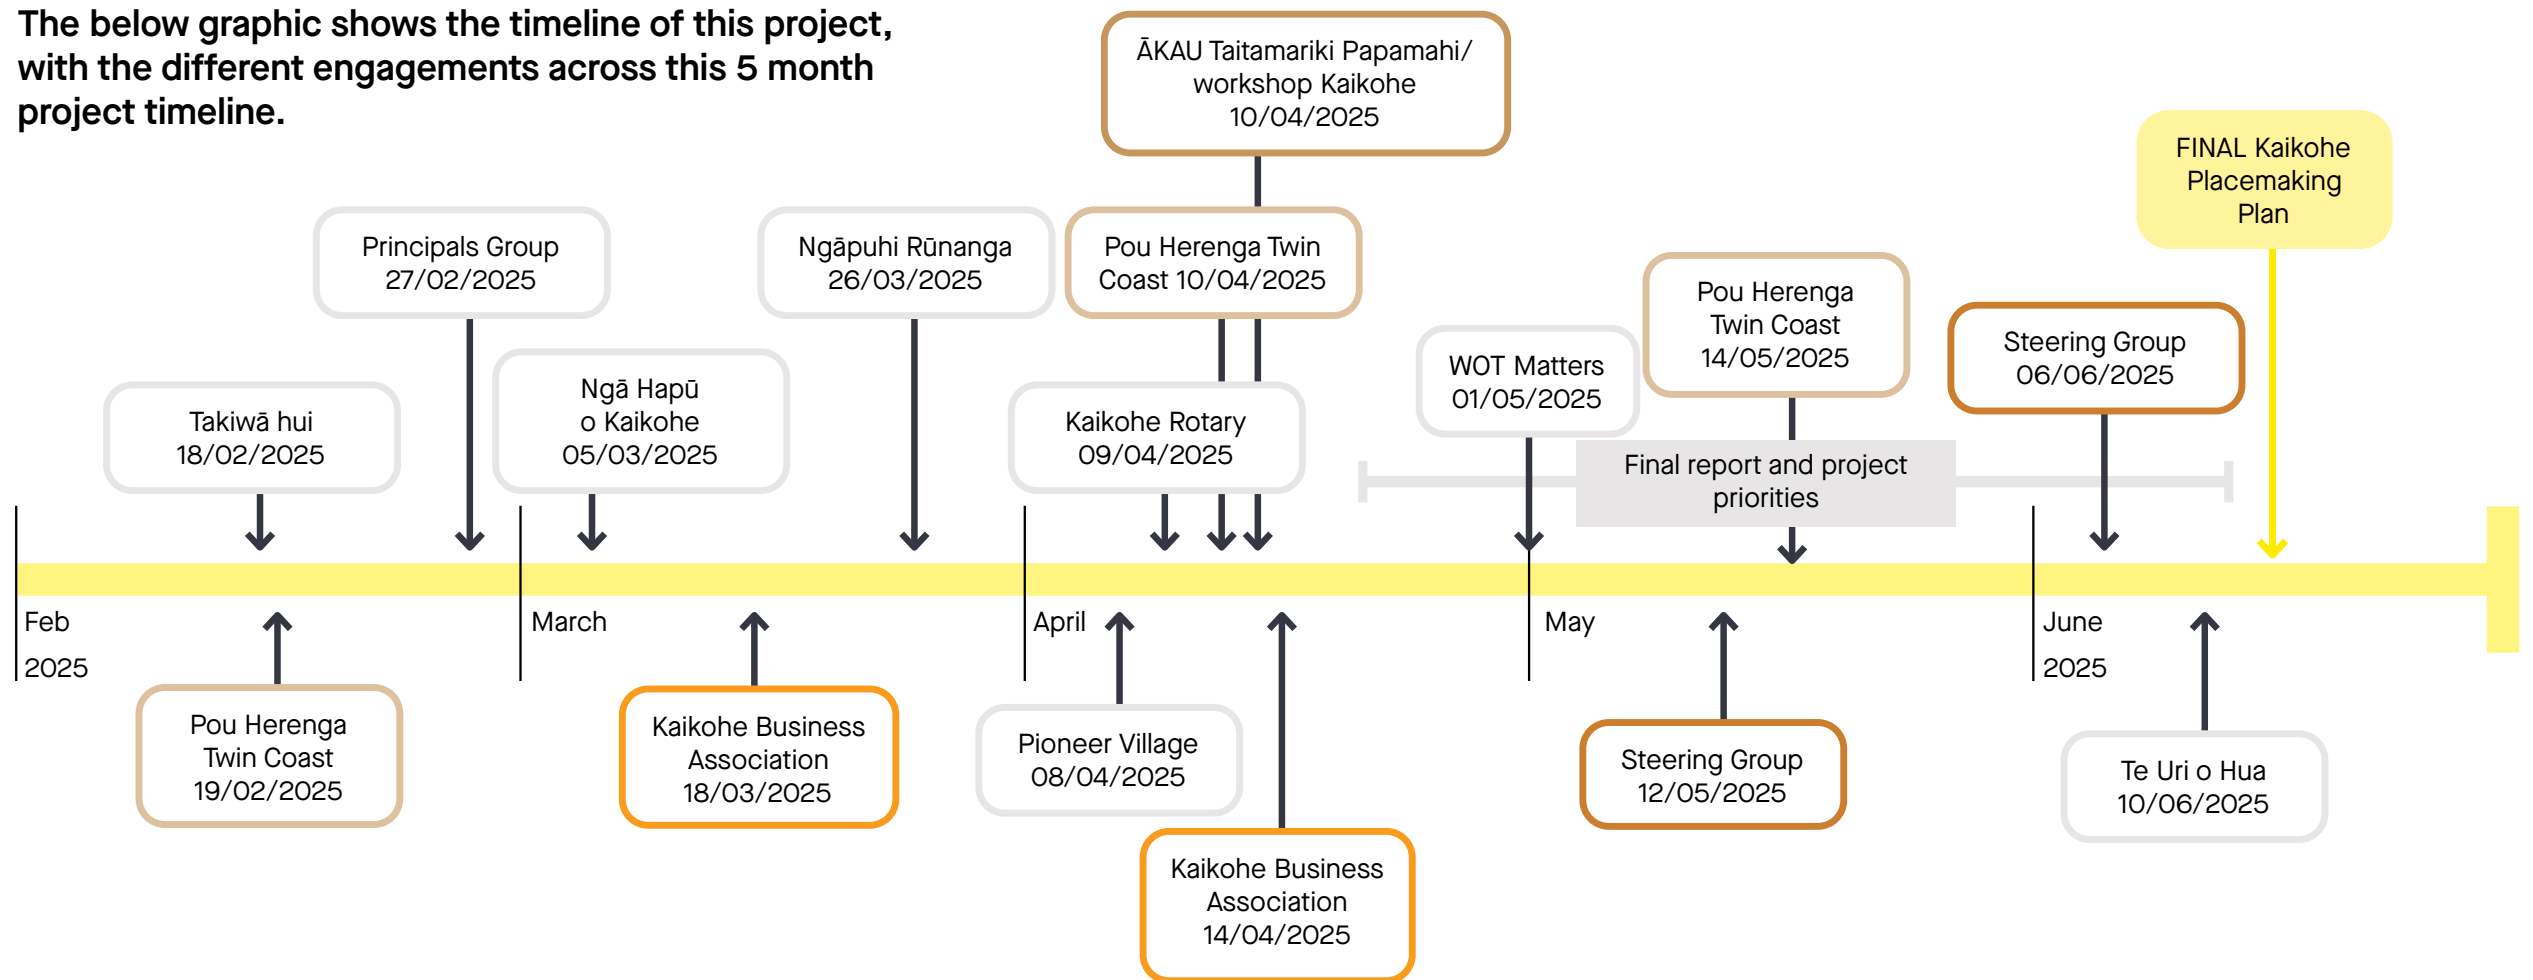 The below graphic shows the timeline of this project,
with the different engagements across this 5 month
project timeline.
ĀKAU Taitamariki Papamahi/
workshop Kaikohe
10/04/2025
FINAL Kaikohe
Placemaking
Plan
Principals Group
27/02/2025
Ngāpuhi Rūnanga
26/03/2025
Pou Herenga Twin
Coast 10/04/2025
Pou Herenga
Twin Coast
14/05/2025
Steering Group
06/06/2025
WOT Matters
01/05/2025
Takiwā hui
18/02/2025
Ngā Hapū
o Kaikohe
05/03/2025
Kaikohe Rotary
09/04/2025
Final report and project
priorities
Feb
2025
March
April
May
June
2025
Pou Herenga
Twin Coast
19/02/2025
Kaikohe Business
Association
18/03/2025
Pioneer Village
08/04/2025
Steering Group
12/05/2025
Te Uri o Hua
10/06/2025
Kaikohe Business
Association
14/04/2025